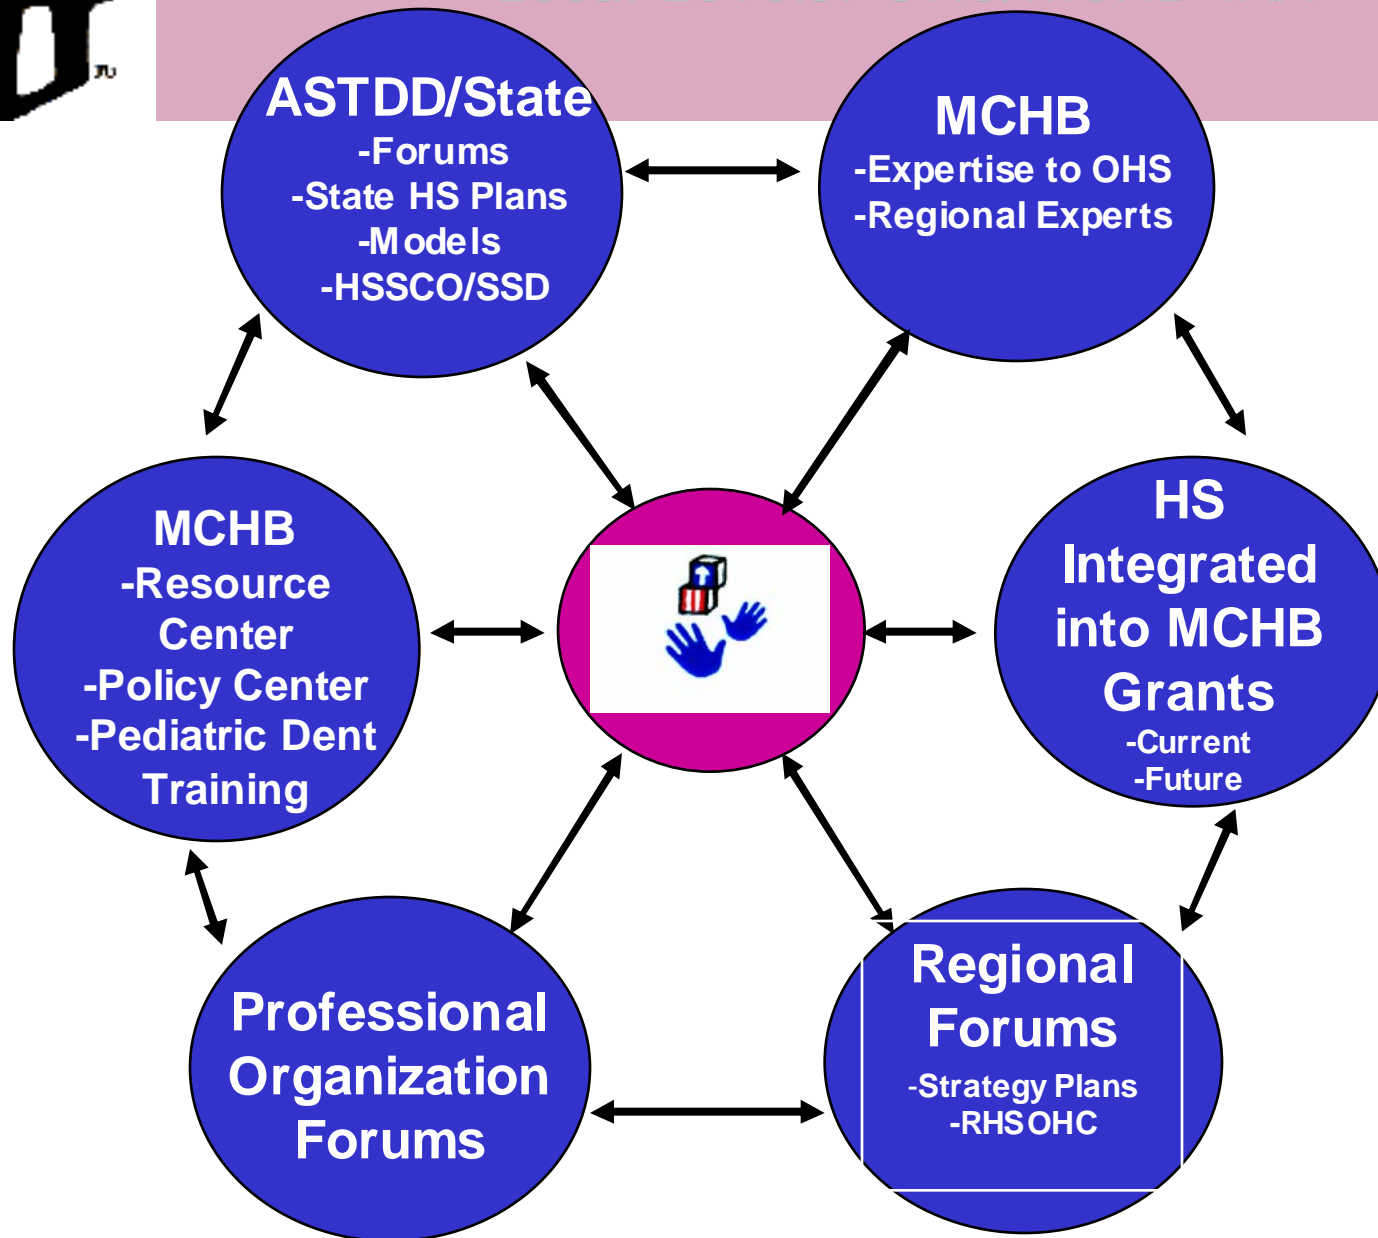 ASTDD/State
-Forums
-State HS Plans
-Models
-HSSCO/SSD
MCHB
-Expertise to OHS
-Regional Experts
MCHB
-Resource
Center
-Policy Center
-Pediatric Dent
Training
HS
Integrated
into MCHB
Grants
-Current
-Future
Professional
Organization
Forums
Regional
Forums
-Strategy Plans
-RHSOHC